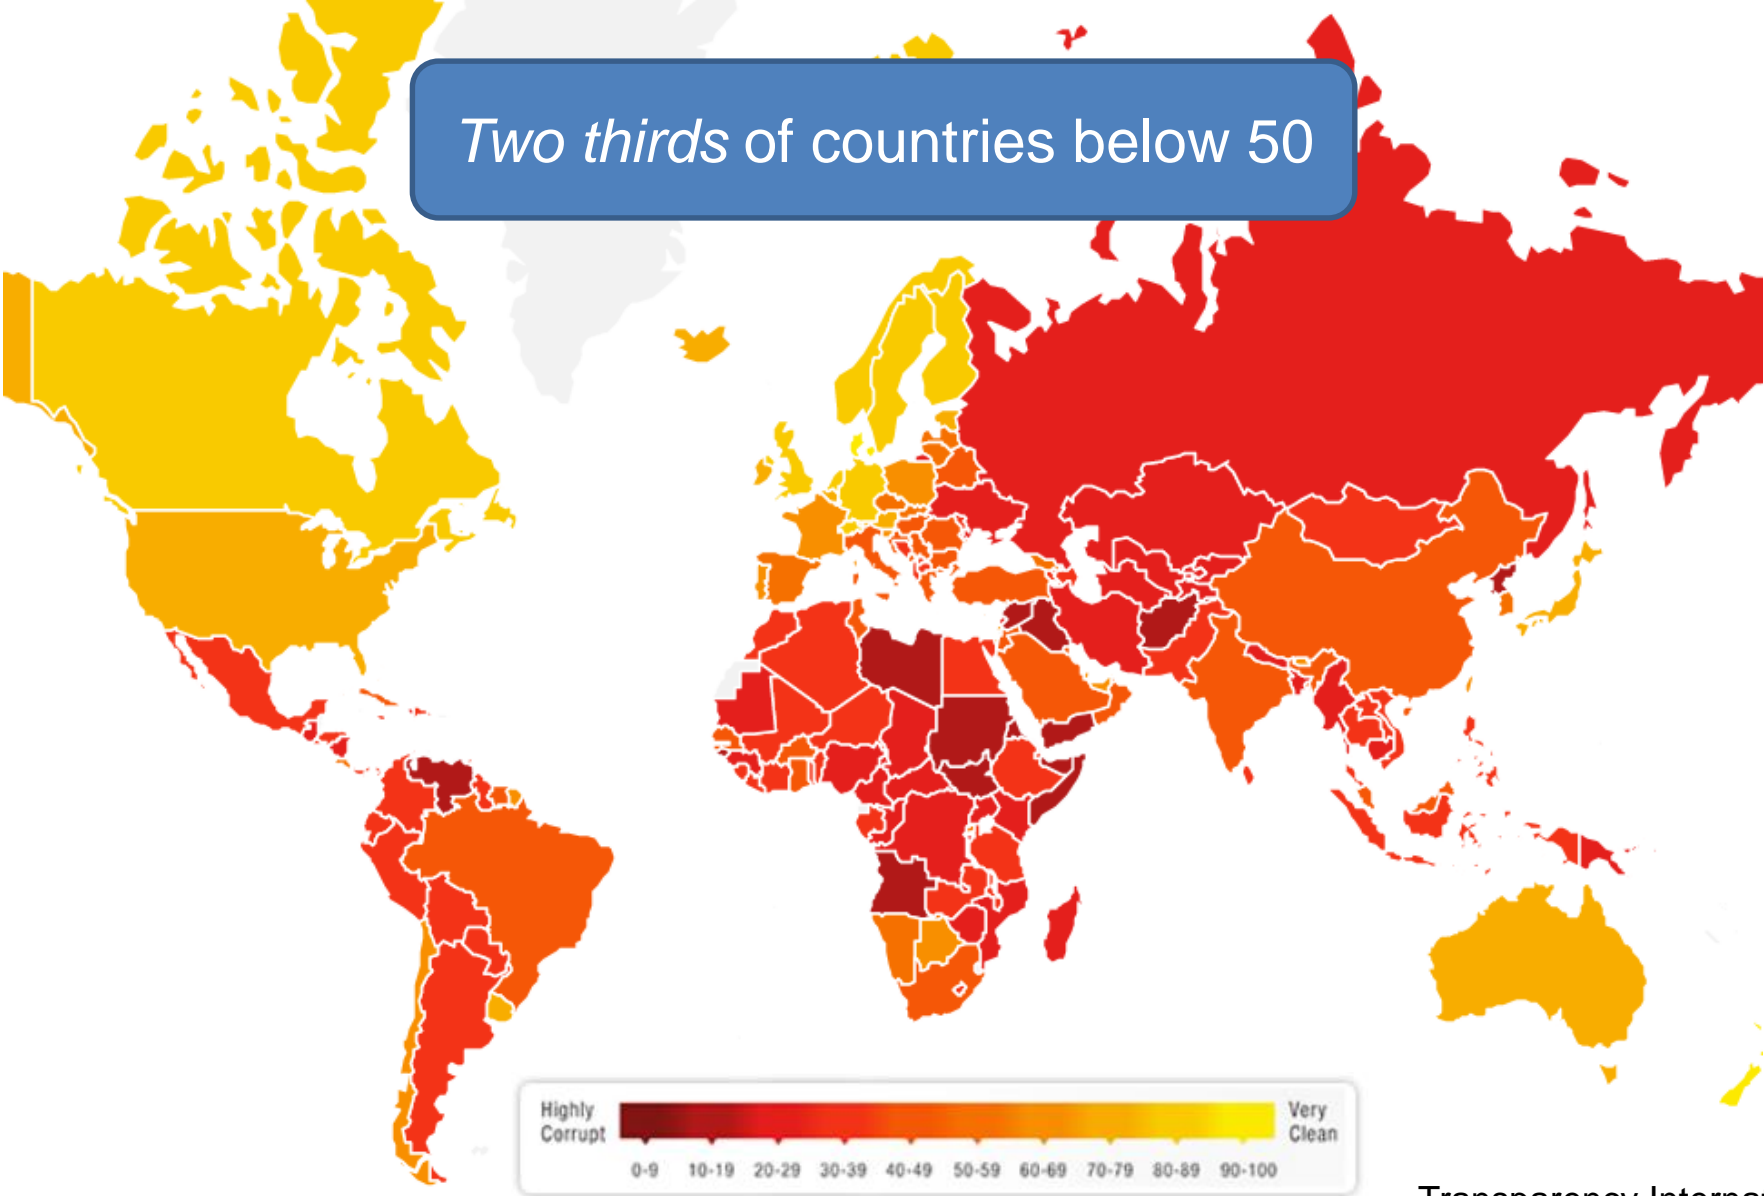 Two thirds of countries below 50
Highly
Corrupt
Very
Clean
0-9 10-19 20-29 30-39 40-49 50-59 60-69 70-79 80-89 90-100
Transparency